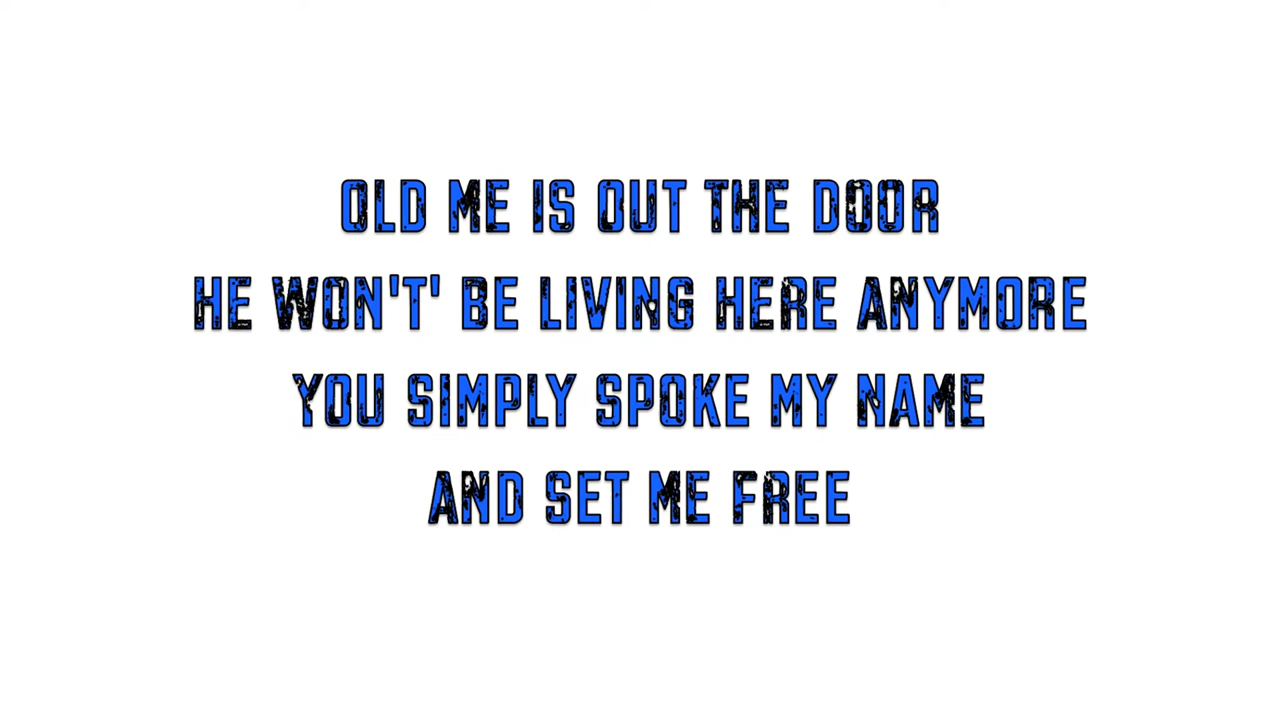 OLD ME IS OUT THE DOOR
HE WON'T' BE LIVING HERE ANYMORE
YOU SIMPLY SPOKE MY NAME
AND SET ME FREE